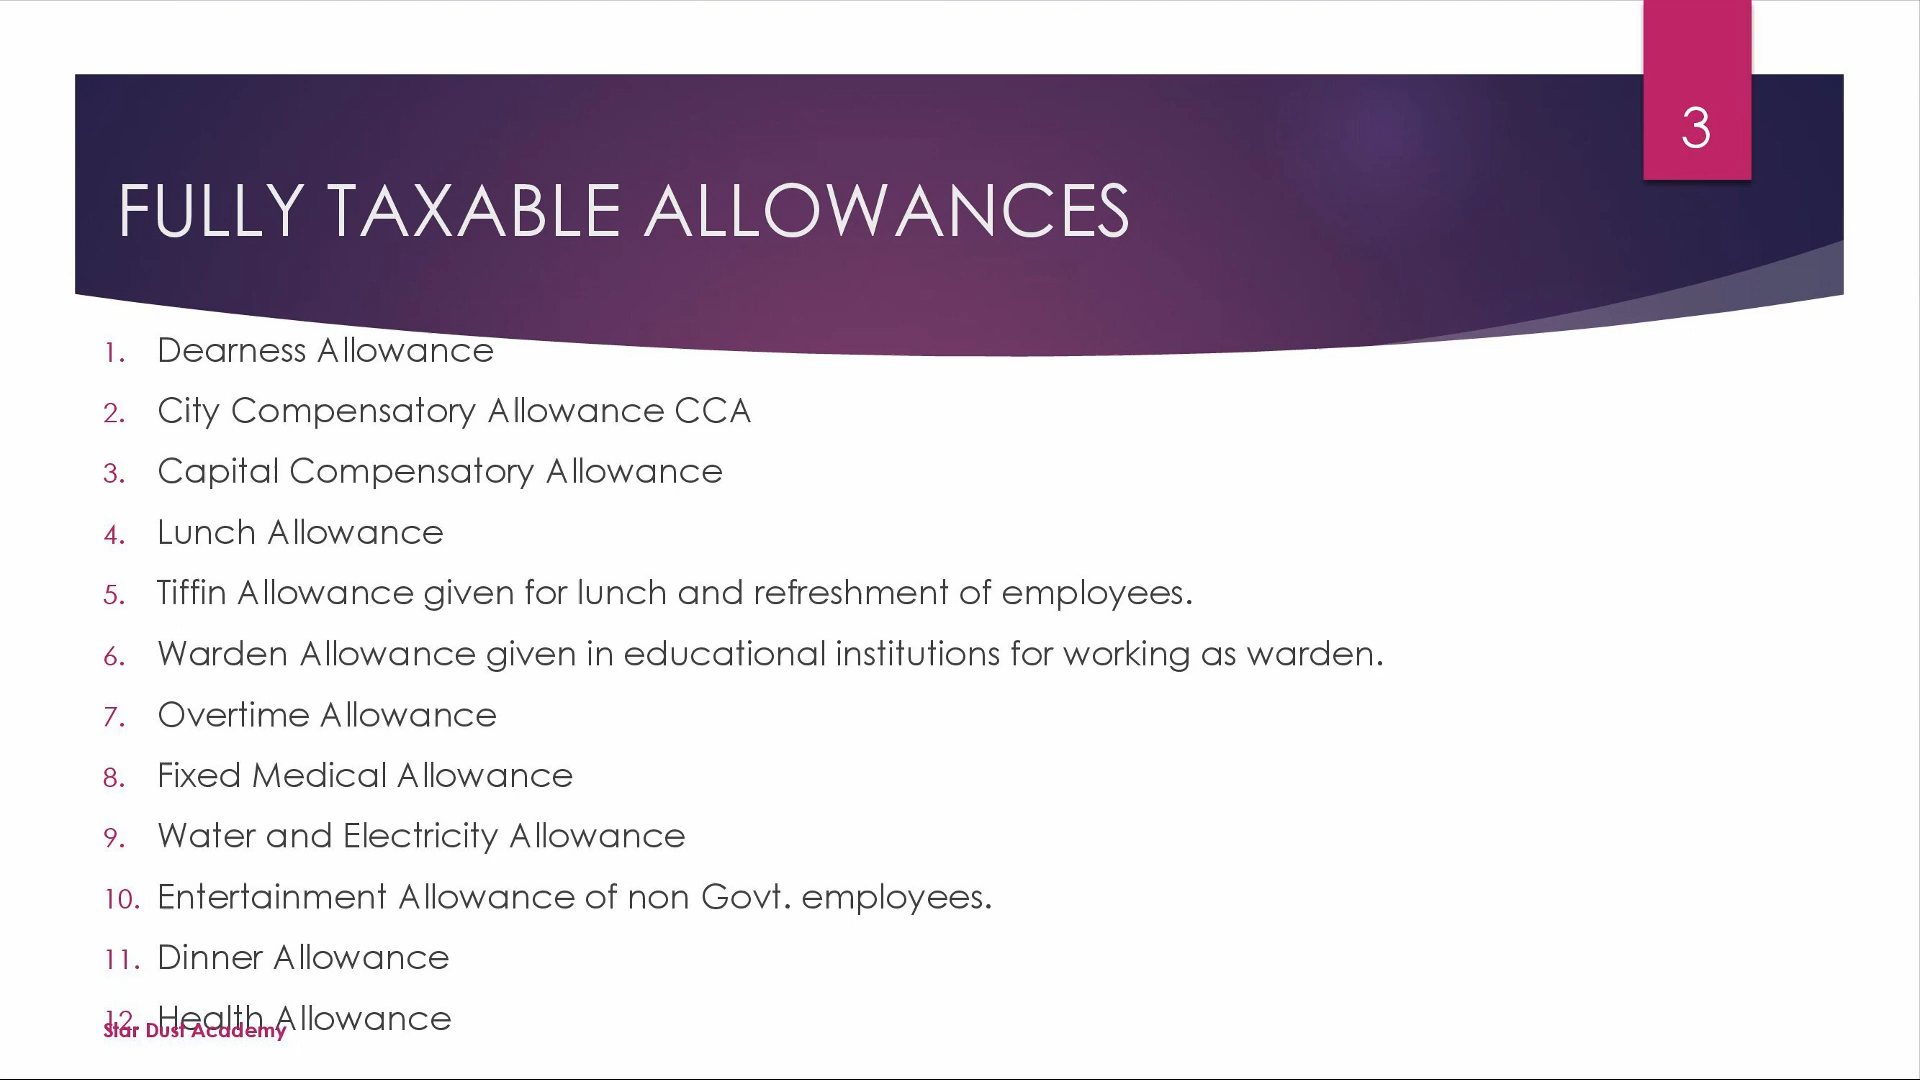 3
FULLY TAXABLE ALLOWANCES
1. Dearness Allowance
2. City Compensatory Allowance CCA
3. Capital Compensatory Allowance
4. Lunch Allowance
5. Tiffin Allowance given for lunch and refreshment of employees.
6. Warden Allowance given in educational institutions for working as warden.
7. Overtime Allowance
8. Fixed Medical Allowance
9. Water and Electricity Allowance
10. Entertainment Allowance of non Govt. employees.
11. Dinner Allowance
12. Health Allowance
Star Dust Academy